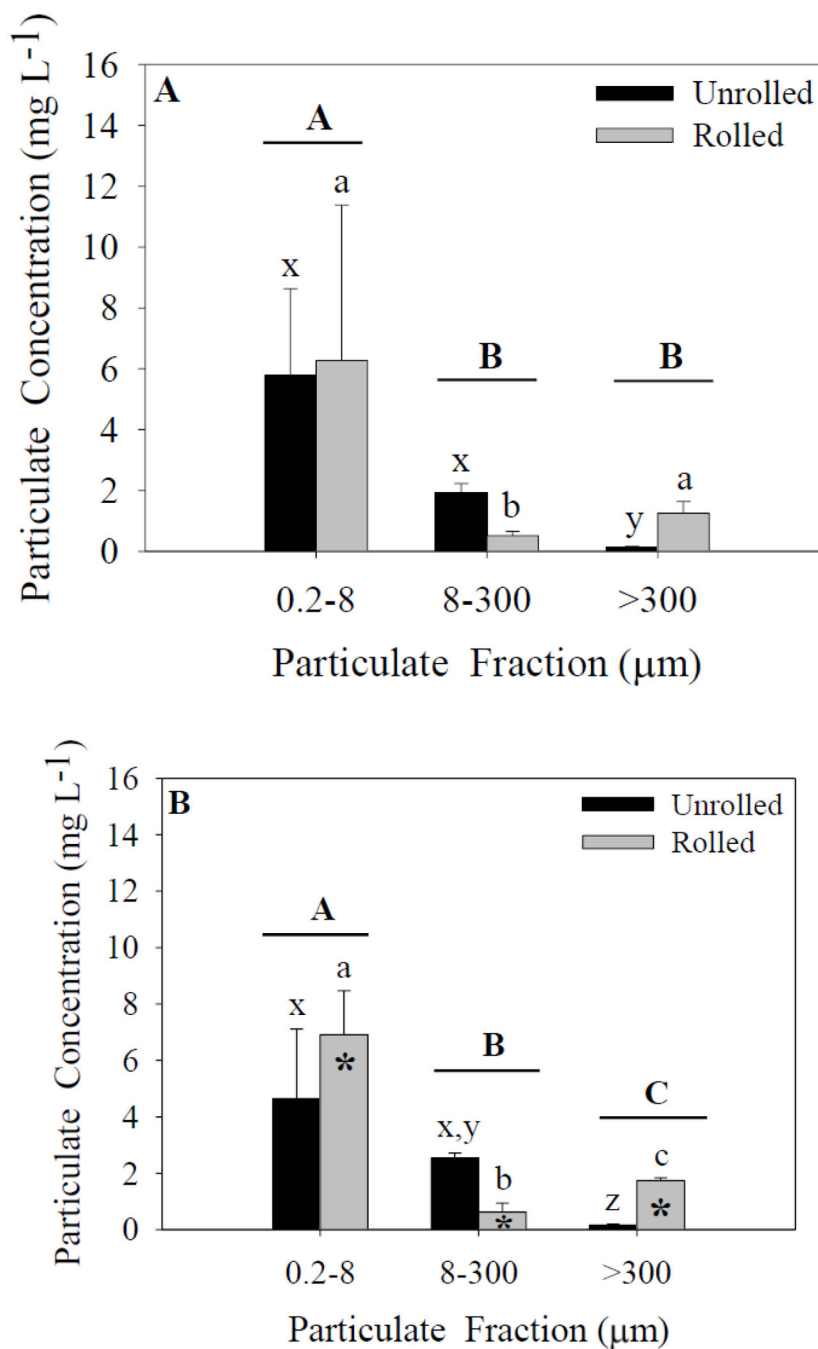 A
Unrolled
Rolled
16
14
12
10
8
6
4
2
0
Particulate Concentration (mg L-1)
A
x
a
B
x
b
B
y
a
0.2-8
8-300
>300
Particulate Fraction (μm)
B
Unrolled
Rolled
16
14
12
10
8
6
4
2
0
Particulate Concentration (mg L-1)
A
x
a
*
B
x,y
b
*
C
z
c
*
0.2-8
8-300
>300
Particulate Fraction (μm)